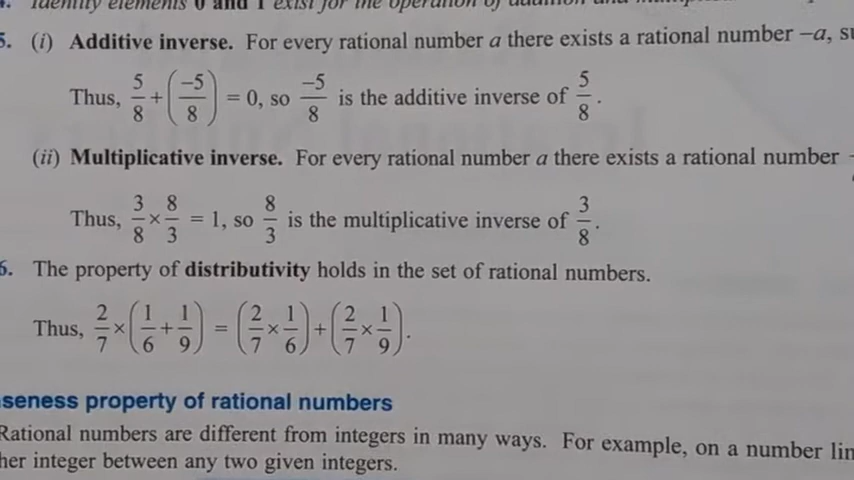 Identity elements 0 and 1 exist for the operation of addition and
5. (i) Additive inverse. For every rational number a there exists a rational number −a,
Thus, 5/8 + (−5/8) = 0, so −5/8 is the additive inverse of 5/8.
(ii) Multiplicative inverse. For every rational number a there exists a rational number
Thus, 3/8 × 8/3 = 1, so 8/3 is the multiplicative inverse of 3/8.
6. The property of distributivity holds in the set of rational numbers.
Thus, 2/7 × (1/6 + 1/9) = (2/7 × 1/6) + (2/7 × 1/9).
seness property of rational numbers
Rational numbers are different from integers in many ways. For example, on a number lin
her integer between any two given integers.